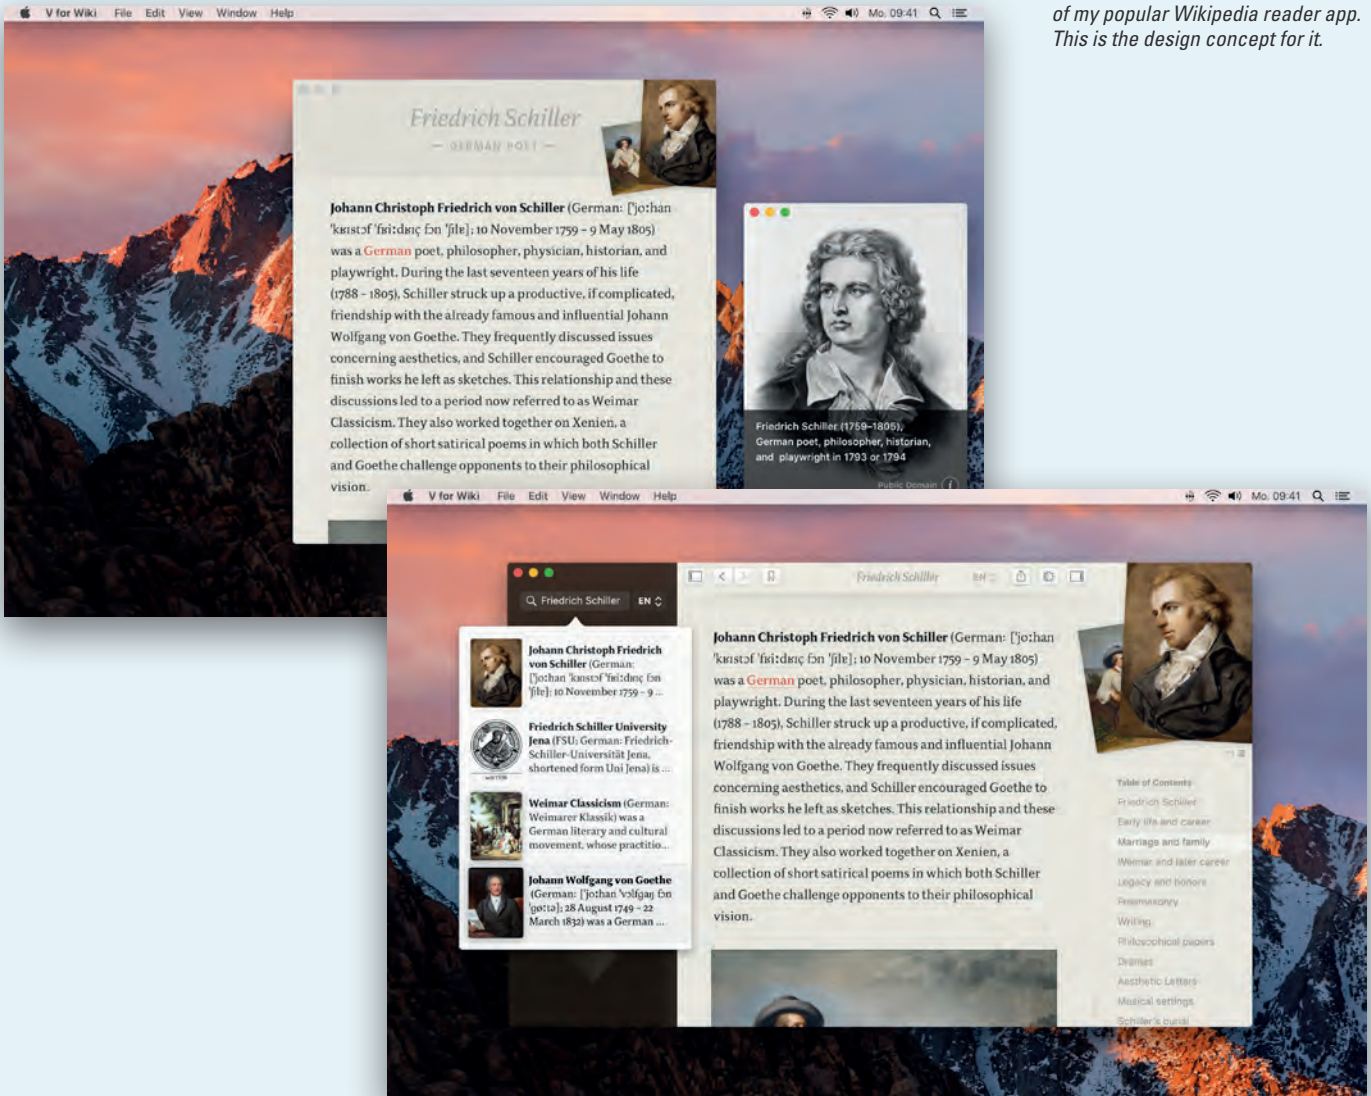 of my popular Wikipedia reader app.
This is the design concept for it.
V for Wiki File Edit View Window Help
Mo. 09:41
Friedrich Schiller
— GERMAN POET —
Johann Christoph Friedrich von Schiller (German: [ˈjoːhan
ˈkʁɪstɔf ˈfʁiːdʁɪç fɔn ˈʃɪlɐ]; 10 November 1759 – 9 May 1805)
was a German poet, philosopher, physician, historian, and
playwright. During the last seventeen years of his life
(1788 – 1805), Schiller struck up a productive, if complicated,
friendship with the already famous and influential Johann
Wolfgang von Goethe. They frequently discussed issues
concerning aesthetics, and Schiller encouraged Goethe to
finish works he left as sketches. This relationship and these
discussions led to a period now referred to as Weimar
Classicism. They also worked together on Xenien, a
collection of short satirical poems in which both Schiller
and Goethe challenge opponents to their philosophical
vision.
Friedrich Schiller (1759–1805),
German poet, philosopher, historian,
and playwright in 1793 or 1794
Public Domain
V for Wiki File Edit View Window Help
Mo. 09:41
Friedrich Schiller EN
Johann Christoph Friedrich
von Schiller (German:
[ˈjoːhan ˈkʁɪstɔf ˈfʁiːdʁɪç fɔn
ˈʃɪlɐ]; 10 November 1759 – 9 ...
Friedrich Schiller University
Jena (FSU; German: Friedrich-
Schiller-Universität Jena,
shortened form Uni Jena) is ...
Weimar Classicism (German:
Weimarer Klassik) was a
German literary and cultural
movement, whose practitio...
Johann Wolfgang von Goethe
(German: [ˈjoːhan ˈvɔlfɡaŋ fɔn
ˈɡøːtə]; 28 August 1749 – 22
March 1832) was a German ...
Friedrich Schiller EN
Johann Christoph Friedrich von Schiller (German: [ˈjoːhan
ˈkʁɪstɔf ˈfʁiːdʁɪç fɔn ˈʃɪlɐ]; 10 November 1759 – 9 May 1805)
was a German poet, philosopher, physician, historian, and
playwright. During the last seventeen years of his life
(1788 – 1805), Schiller struck up a productive, if complicated,
friendship with the already famous and influential Johann
Wolfgang von Goethe. They frequently discussed issues
concerning aesthetics, and Schiller encouraged Goethe to
finish works he left as sketches. This relationship and these
discussions led to a period now referred to as Weimar
Classicism. They also worked together on Xenien, a
collection of short satirical poems in which both Schiller
and Goethe challenge opponents to their philosophical
vision.
Table of Contents
Friedrich Schiller
Early life and career
Marriage and family
Weimar and later career
Legacy and honors
Freemasonry
Writing
Philosophical papers
Dramas
Aesthetic Letters
Musical settings
Schiller's burial